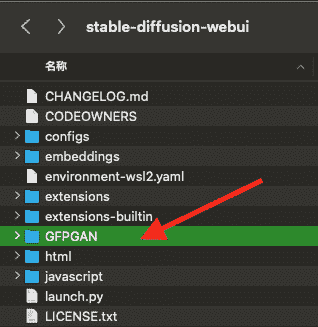 stable-diffusion-webui
名称
CHANGELOG.md
CODEOWNERS
configs
embeddings
environment-wsl2.yaml
extensions
extensions-builtin
GFPGAN
html
javascript
launch.py
LICENSE.txt